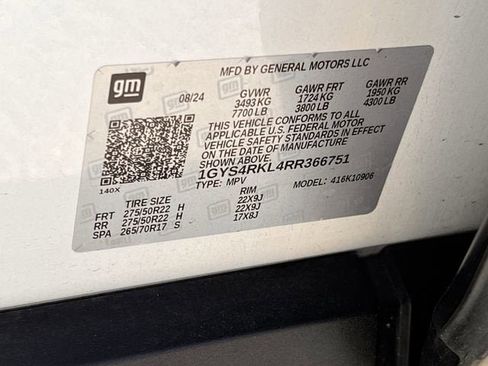 gm
MFD BY GENERAL MOTORS LLC
08/24 GVWR GAWR FRT GAWR RR
3493 KG 1724 KG 1950 KG
7700 LB 3800 LB 4300 LB
THIS VEHICLE CONFORMS TO ALL
APPLICABLE U.S. FEDERAL MOTOR
VEHICLE SAFETY STANDARDS IN EFFECT
ON THE DATE OF MANUFACTURE
SHOWN ABOVE.
140X 1GYS4RKL4RR366751
TYPE: MPV MODEL: 416K10906
TIRE SIZE RIM
FRT 275/50R22 H 22X9J
RR 275/50R22 H 22X9J
SPA 265/70R17 S 17X8J